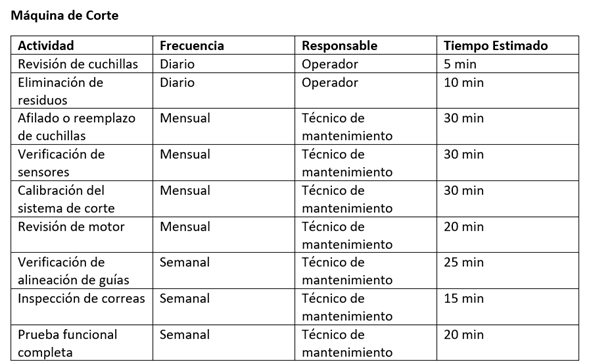 Máquina de Corte
Actividad Frecuencia Responsable Tiempo Estimado
Revisión de cuchillas Diario Operador 5 min
Eliminación de Diario Operador 10 min
residuos
Afilado o reemplazo Mensual Técnico de 30 min
de cuchillas mantenimiento
Verificación de Mensual Técnico de 30 min
sensores mantenimiento
Calibración del Mensual Técnico de 30 min
sistema de corte mantenimiento
Revisión de motor Mensual Técnico de 20 min
mantenimiento
Verificación de Semanal Técnico de 25 min
alineación de guías mantenimiento
Inspección de correas Semanal Técnico de 15 min
mantenimiento
Prueba funcional Semanal Técnico de 20 min
completa mantenimiento